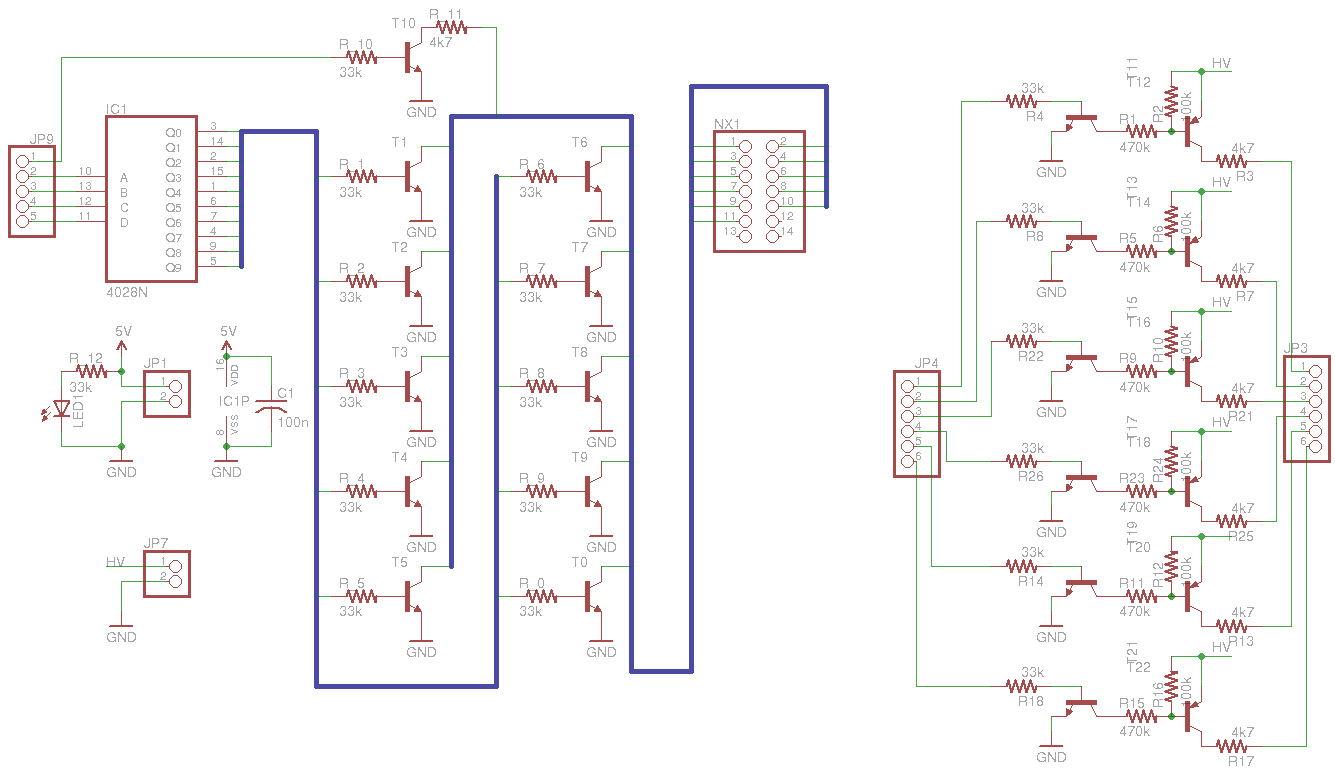 T10
R_11
4k7
R_10
33k
GND
IC1
4028N
Q0 3
Q1 14
Q2 2
Q3 15
Q4 1
Q5 6
Q6 7
Q7 4
Q8 9
Q9 5
10 A
13 B
12 C
11 D
JP9
1
2
3
4
5
5V
R_12
33k
LED1
GND
JP1
1
2
5V
16
VDD
IC1P
VSS
8
C1
100n
GND
JP7
HV
1
2
GND
T1
R_1
33k
GND
T2
R_2
33k
GND
T3
R_3
33k
GND
T4
R_4
33k
GND
T5
R_5
33k
GND
T6
R_6
33k
GND
T7
R_7
33k
GND
T8
R_8
33k
GND
T9
R_9
33k
GND
T0
R_0
33k
GND
NX1
1 2
3 4
5 6
7 8
9 10
11 12
13 14
JP4
1
2
3
4
5
6
33k
R4
GND
T11
T12
R1
470k
R2
100k
HV
4k7
R3
33k
R8
GND
T13
T14
R5
470k
R6
100k
HV
4k7
R7
33k
R22
GND
T15
T16
R9
470k
R10
100k
HV
4k7
R21
33k
R26
GND
T17
T18
R23
470k
R24
100k
HV
4k7
R25
33k
R14
GND
T19
T20
R11
470k
R12
100k
HV
4k7
R13
33k
R18
GND
T21
T22
R15
470k
R16
100k
HV
4k7
R17
JP3
1
2
3
4
5
6